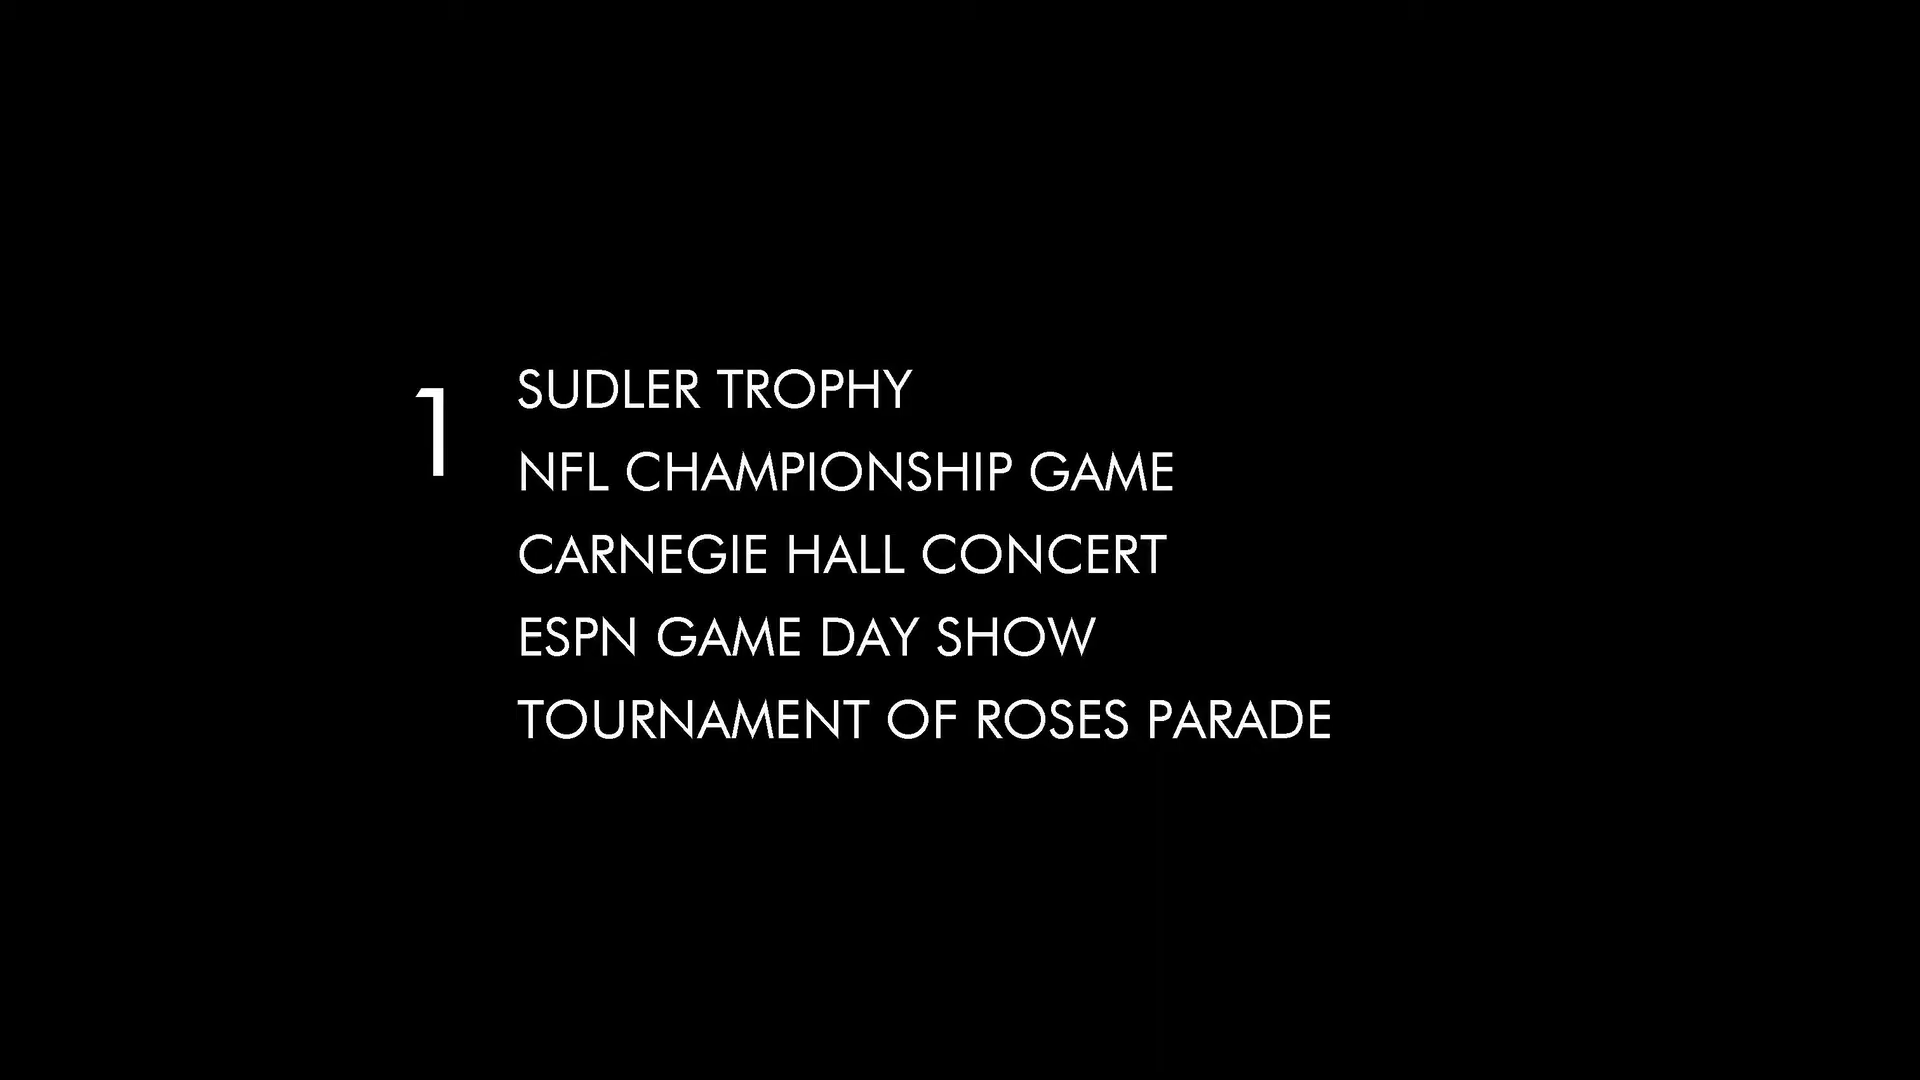 1
SUDLER TROPHY
NFL CHAMPIONSHIP GAME
CARNEGIE HALL CONCERT
ESPN GAME DAY SHOW
TOURNAMENT OF ROSES PARADE